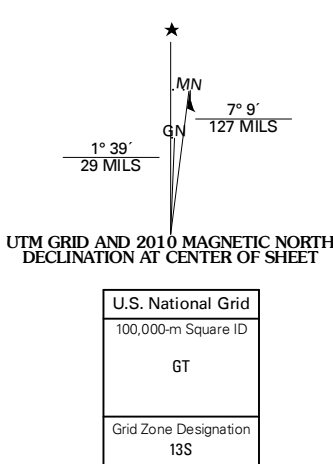 MN
GN
7° 9´
127 MILS
1° 39´
29 MILS
UTM GRID AND 2010 MAGNETIC NORTH
DECLINATION AT CENTER OF SHEET
U.S. National Grid
100,000-m Square ID
GT
Grid Zone Designation
13S